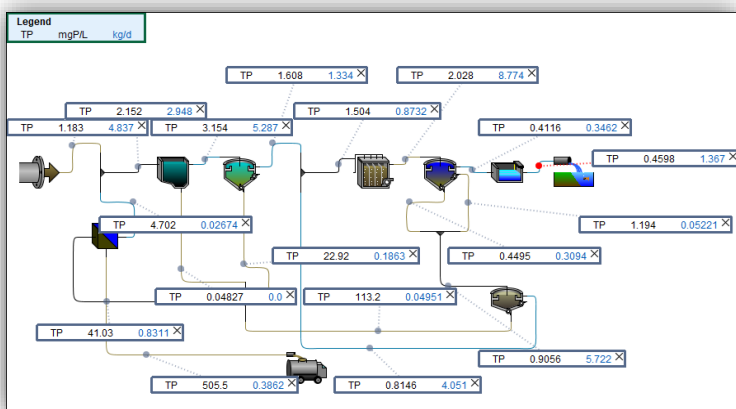 Legend
TP mgP/L kg/d
TP 1.608 1.334
TP 2.028 8.774
TP 2.152 2.948
TP 1.504 0.8732
TP 1.183 4.837
TP 3.154 5.287
TP 0.4116 0.3462
TP 0.4598 1.367
TP 4.702 0.02674
TP 1.194 0.05221
TP 22.92 0.1863
TP 0.4495 0.3094
TP 0.04827 0.0
TP 113.2 0.04951
TP 41.03 0.8311
TP 0.9056 5.722
TP 505.5 0.3862
TP 0.8146 4.051